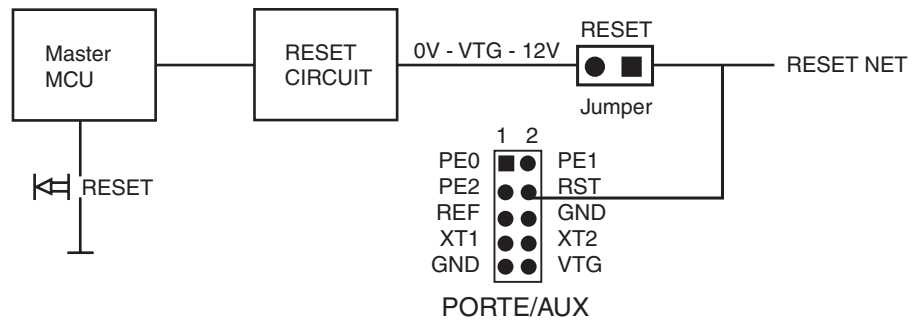 RESET
Master
MCU
RESET
CIRCUIT
0V - VTG - 12V
RESET NET
Jumper
1 2
PE0 PE1
PE2 RST
RESET
REF GND
XT1 XT2
GND VTG
PORTE/AUX